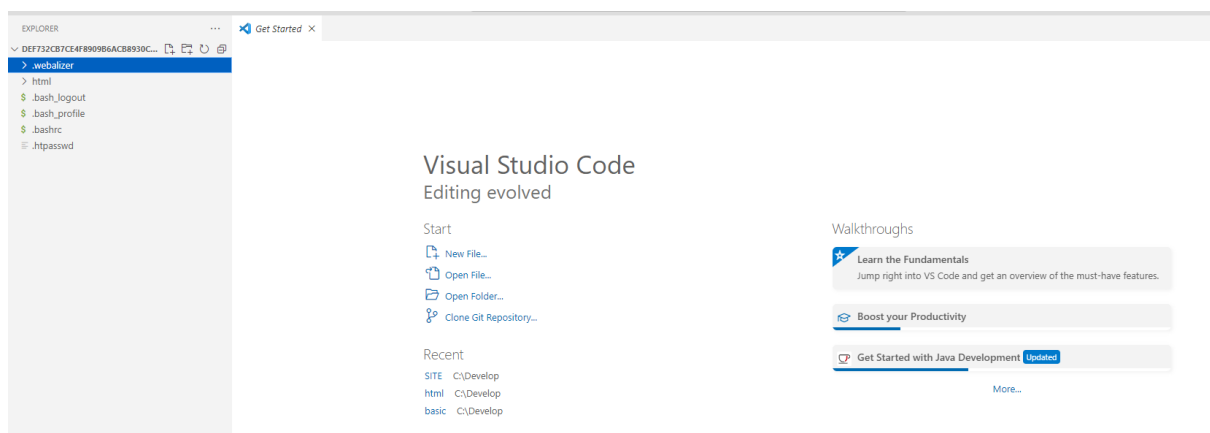 EXPLORER
DEF732CB7CE4F8909B6ACB8930C...
.webalizer
html
.bash_logout
.bash_profile
.bashrc
.htpasswd
Get Started
Visual Studio Code
Editing evolved
Start
New File...
Open File...
Open Folder...
Clone Git Repository...
Recent
SITE C:\Develop
html C:\Develop
basic C:\Develop
Walkthroughs
Learn the Fundamentals
Jump right into VS Code and get an overview of the must-have features.
Boost your Productivity
Get Started with Java Development Updated
More...